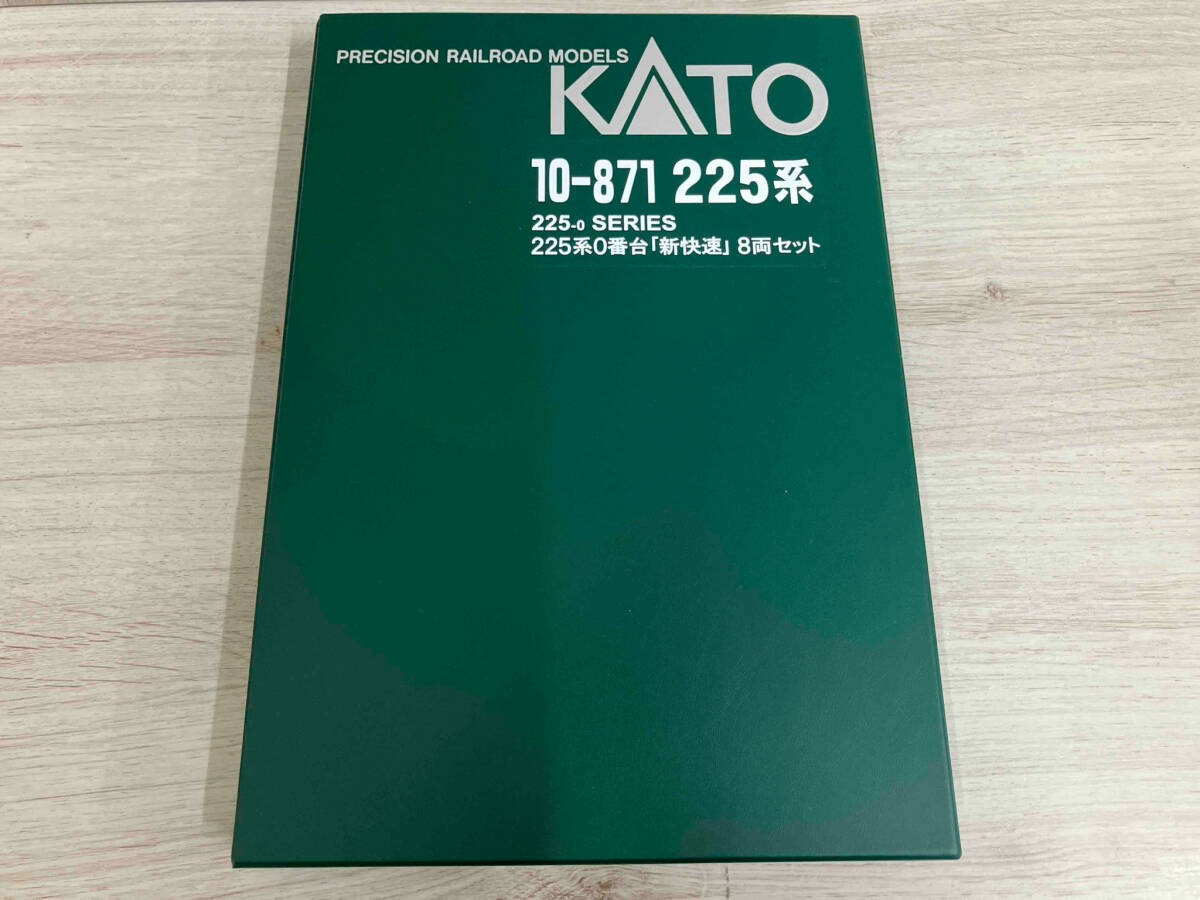 PRECISION RAILROAD MODELS
KATO
10-871 225系
225-0 SERIES
225系0番台「新快速」8両セット